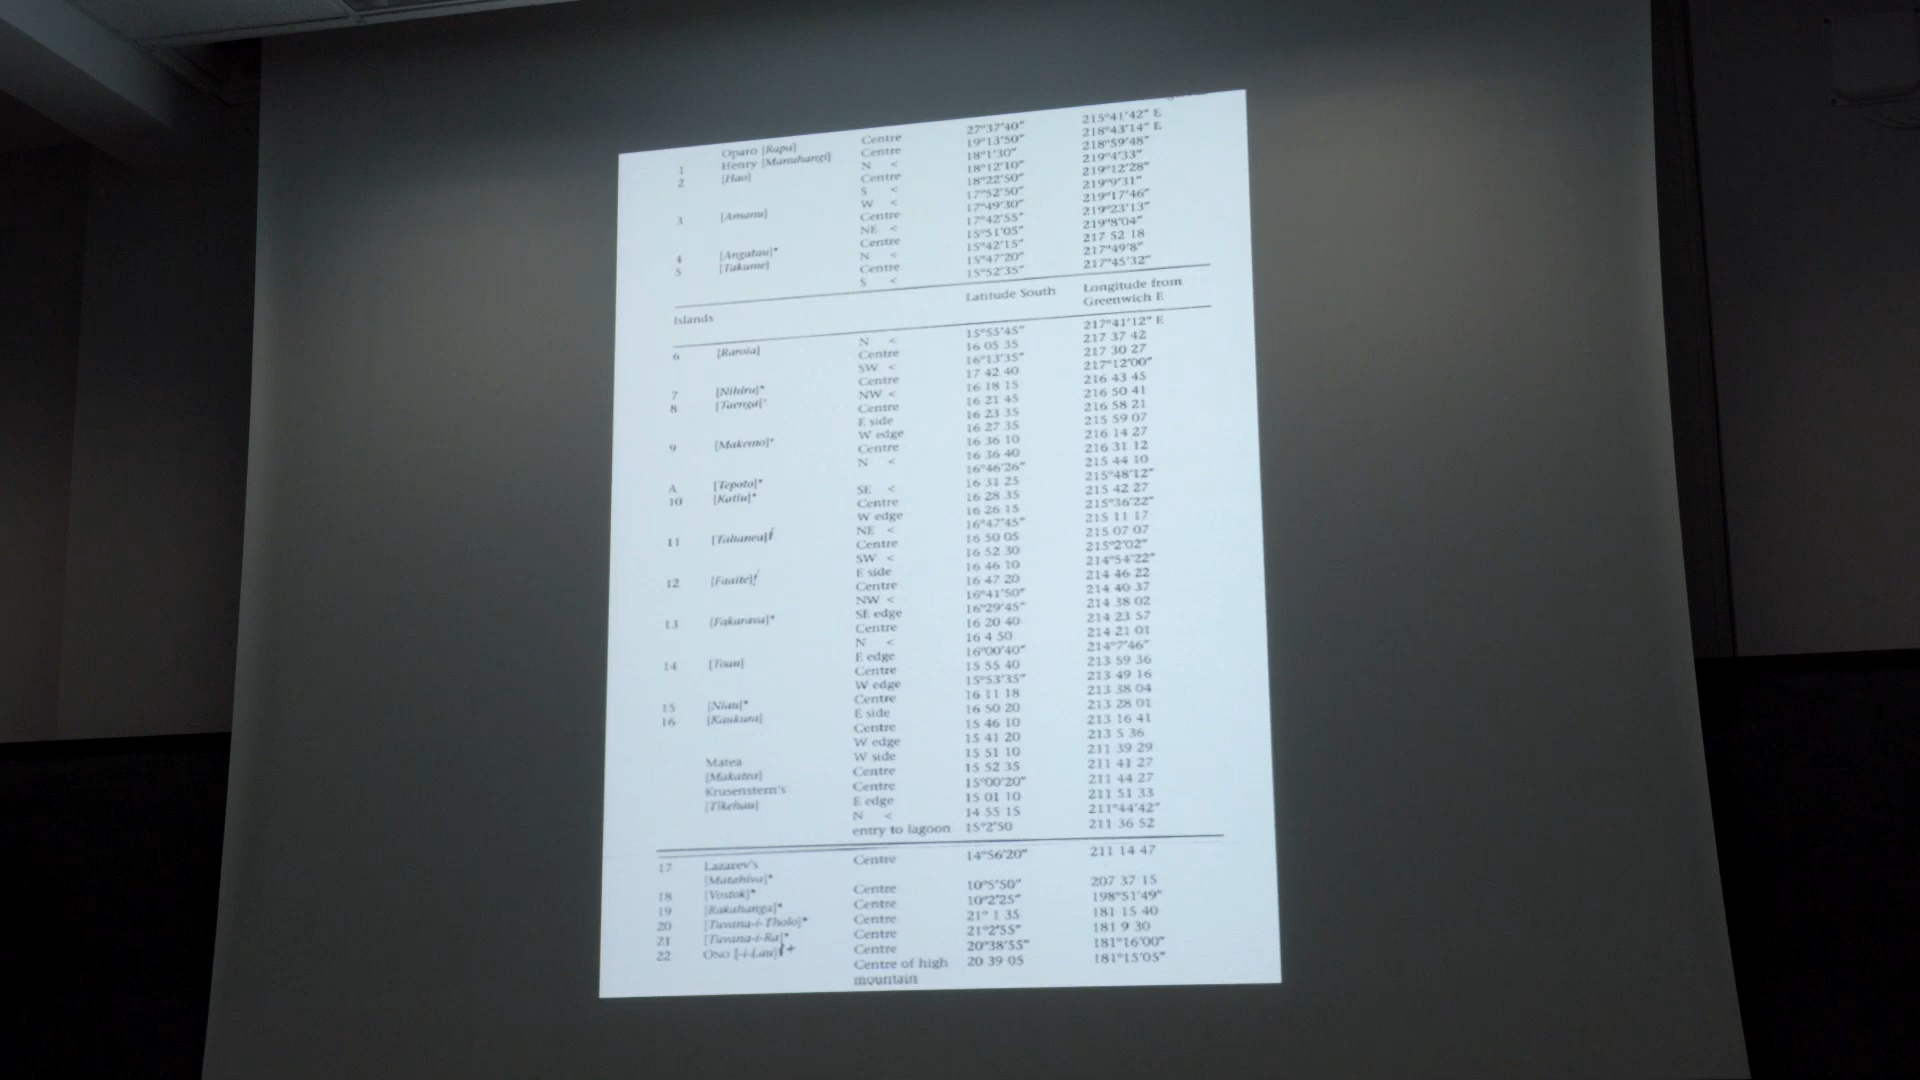 Oparo [Rapa] Centre 27°37'40" 215°41'42" E
1 Henry [Manuhangi] Centre 19°13'50" 218°43'14" E
2 [Hao] N < 18°1'30" 218°59'48"
Centre 18°12'10" 219°4'33"
S < 18°22'50" 219°12'28"
3 [Amanu] W < 17°52'50" 219°9'31"
Centre 17°49'30" 219°17'46"
NE < 17°42'55" 219°23'13"
4 [Angatau]* Centre 15°51'05" 219°8'04"
5 [Takume] N < 15°42'15" 217 52 18
Centre 15°47'20" 217°49'8"
S < 15°52'35" 217°45'32"
Islands Latitude South Longitude from
Greenwich E
6 [Raroia] N < 15°55'45" 217°41'12" E
Centre 16 05 35 217 37 42
SW < 16°13'35" 217 30 27
7 [Nihiru]* Centre 17 42 40 217°12'00"
8 [Taenga]* NW < 16 18 15 216 43 45
Centre 16 21 45 216 50 41
E side 16 23 35 216 58 21
9 [Makemo]* W edge 16 27 35 215 59 07
Centre 16 36 10 216 14 27
N < 16 36 40 216 31 12
A [Tepoto]* 16°46'26" 215 44 10
10 [Katiu]* SE < 16 31 25 215°48'12"
Centre 16 28 35 215 42 27
W edge 16 26 15 215°36'22"
11 [Tahanea]f NE < 16°47'45" 215 11 17
Centre 16 50 05 215 07 07
SW < 16 52 30 215°2'02"
12 [Faaite]f E side 16 46 10 214°54'22"
Centre 16 47 20 214 46 22
NW < 16°41'50" 214 40 37
13 [Fakarava]* SE edge 16°29'45" 214 38 02
Centre 16 20 40 214 23 57
N < 16 4 50 214 21 01
14 [Toau] E edge 16°00'40" 214°7'46"
Centre 15 55 40 213 59 36
W edge 15°53'35" 213 49 16
15 [Niau]* Centre 16 11 18 213 38 04
16 [Kaukura] E side 16 50 20 213 28 01
Centre 15 46 10 213 16 41
W edge 15 41 20 213 5 36
Matea W side 15 51 10 211 39 29
[Makatea] Centre 15 52 35 211 41 27
Krusenstern's Centre 15°00'20" 211 44 27
[Tikehau] E edge 15 01 10 211 51 33
N < 14 55 15 211°44'42"
entry to lagoon 15°2'50 211 36 52
17 Lazarev's Centre 14°56'20" 211 14 47
[Matahiva]*
18 [Vostok]* Centre 10°5'50" 207 37 15
19 [Rakahanga]* Centre 10°2'25" 198°51'49"
20 [Tuvana-i-Tholo]* Centre 21° 1 35 181 15 40
21 [Tuvana-i-Ra]* Centre 21°2'55" 181 9 30
22 Ono [-i-Lau]+ Centre 20°38'55" 181°16'00"
Centre of high 20 39 05 181°15'05"
mountain